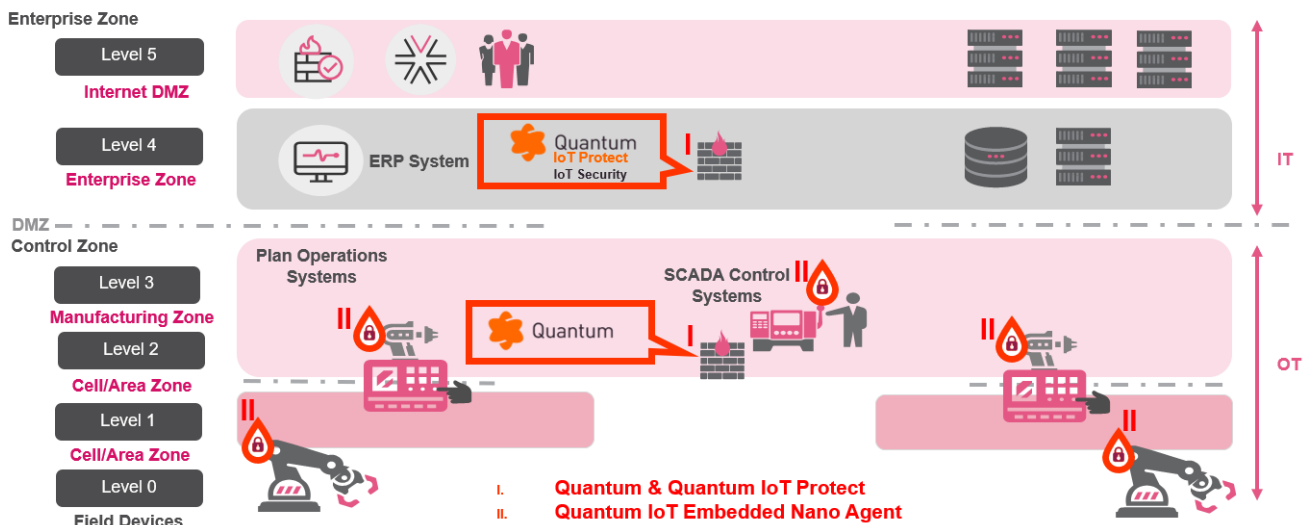 Enterprise Zone
Level 5
Internet DMZ
Level 4
Enterprise Zone
ERP System
Quantum
IoT Protect
IoT Security
I
IT
DMZ
Control Zone
Plan Operations
Systems
Level 3
Manufacturing Zone
SCADA Control
Systems
II
II
Quantum
I
II
Level 2
Cell/Area Zone
OT
Level 1
Cell/Area Zone
II
II
Level 0
Field Devices
I. Quantum & Quantum IoT Protect
II. Quantum IoT Embedded Nano Agent